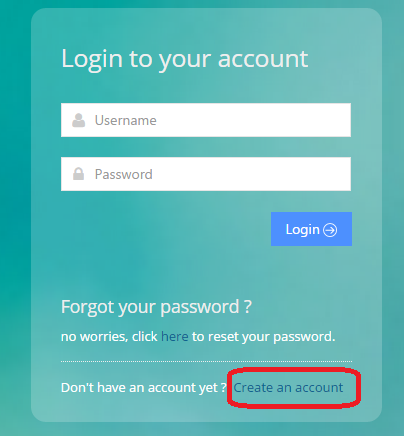 Login to your account
Username
Password
Login
Forgot your password ?
no worries, click here to reset your password.
Don't have an account yet ? Create an account